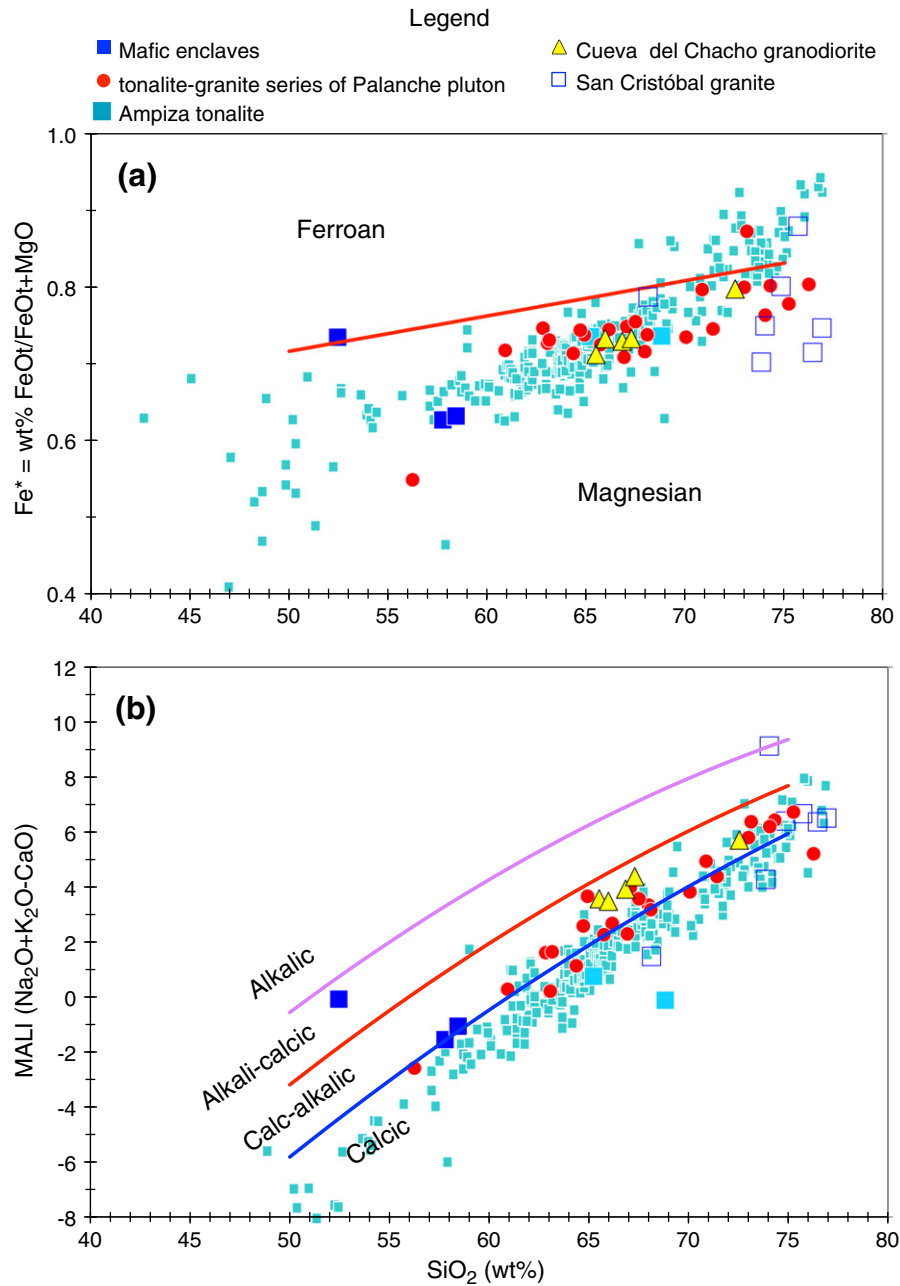 Legend
Mafic enclaves
Cueva del Chacho granodiorite
tonalite-granite series of Palanche pluton
San Cristóbal granite
Ampiza tonalite
1.0
(a)
Ferroan
0.8
Fe* = wt% FeOt/FeOt+MgO
0.6
Magnesian
0.4
40 45 50 55 60 65 70 75 80
12
(b)
10
8
6
4
2
MALI (Na₂O+K₂O-CaO)
0
Alkalic
-2
Alkali-calcic
Calc-alkalic
Calcic
-4
-6
-8
40 45 50 55 60 65 70 75 80
SiO₂ (wt%)